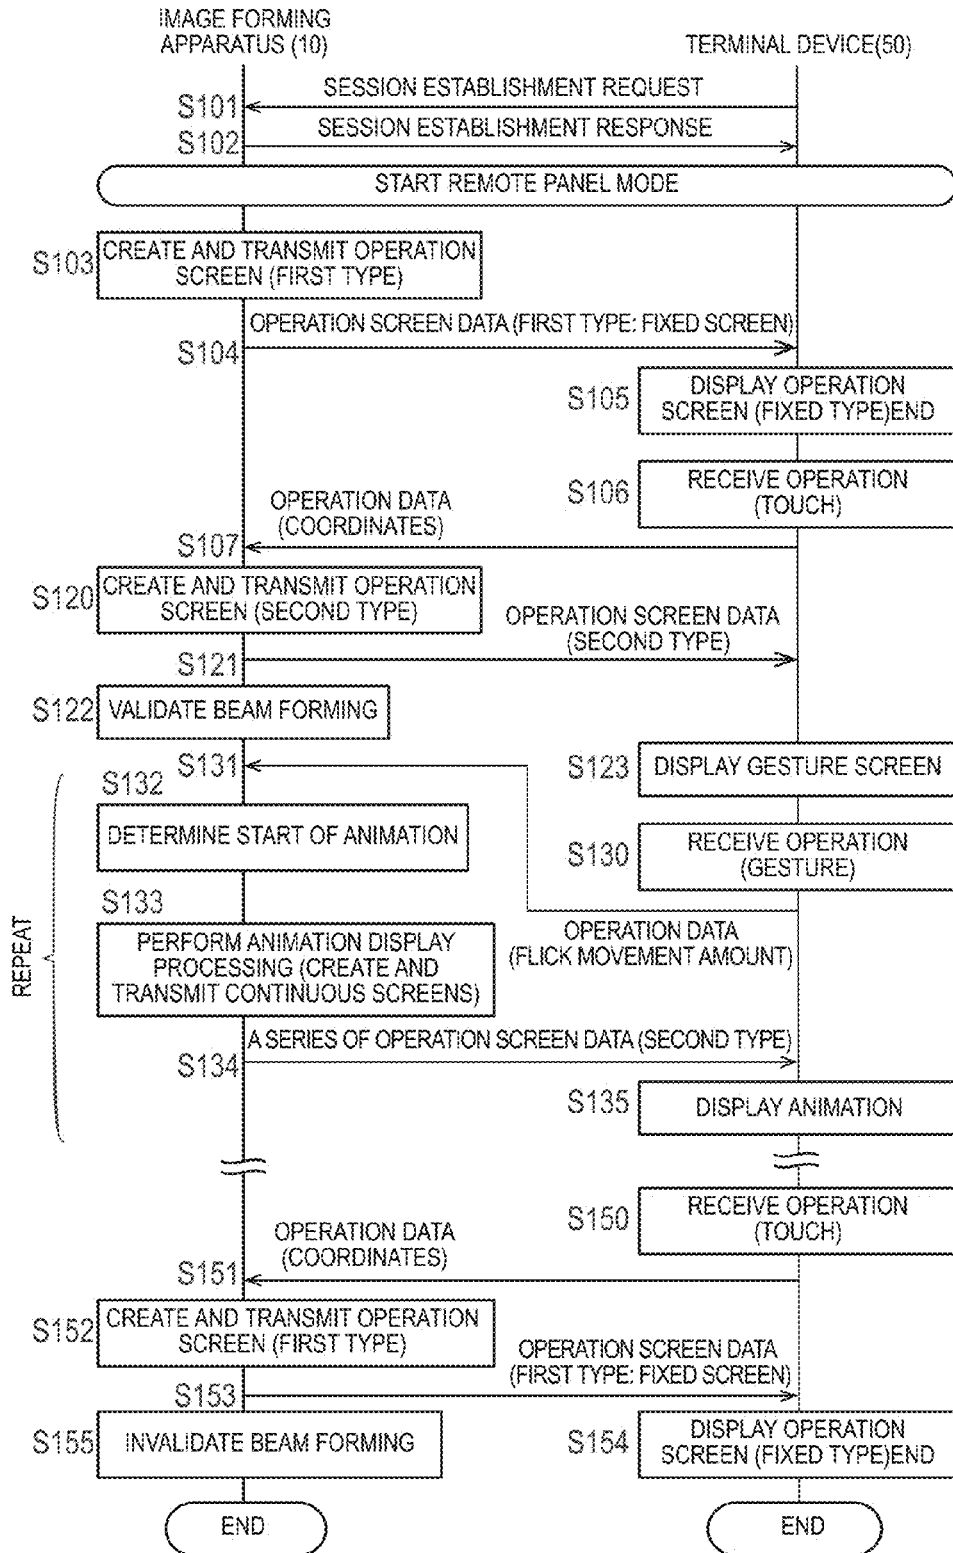 IMAGE FORMING
APPARATUS (10)
TERMINAL DEVICE(50)
SESSION ESTABLISHMENT REQUEST
S101
SESSION ESTABLISHMENT RESPONSE
S102
START REMOTE PANEL MODE
S103
CREATE AND TRANSMIT OPERATION
SCREEN (FIRST TYPE)
OPERATION SCREEN DATA (FIRST TYPE: FIXED SCREEN)
S104
S105
DISPLAY OPERATION
SCREEN (FIXED TYPE)END
S106
RECEIVE OPERATION
(TOUCH)
OPERATION DATA
(COORDINATES)
S107
S120
CREATE AND TRANSMIT OPERATION
SCREEN (SECOND TYPE)
OPERATION SCREEN DATA
(SECOND TYPE)
S121
S122
VALIDATE BEAM FORMING
S131
S123
DISPLAY GESTURE SCREEN
S132
DETERMINE START OF ANIMATION
S130
RECEIVE OPERATION
(GESTURE)
S133
OPERATION DATA
(FLICK MOVEMENT AMOUNT)
REPEAT
PERFORM ANIMATION DISPLAY
PROCESSING (CREATE AND
TRANSMIT CONTINUOUS SCREENS)
A SERIES OF OPERATION SCREEN DATA (SECOND TYPE)
S134
S135
DISPLAY ANIMATION
S150
RECEIVE OPERATION
(TOUCH)
OPERATION DATA
(COORDINATES)
S151
S152
CREATE AND TRANSMIT OPERATION
SCREEN (FIRST TYPE)
OPERATION SCREEN DATA
(FIRST TYPE: FIXED SCREEN)
S153
S155
INVALIDATE BEAM FORMING
S154
DISPLAY OPERATION
SCREEN (FIXED TYPE)END
END
END